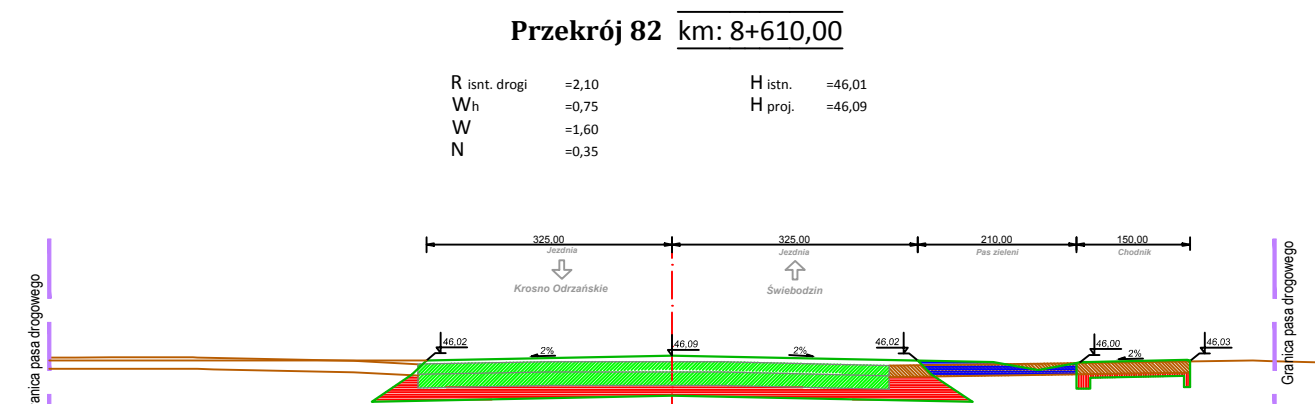 Przekrój 82 km: 8+610,00
R isnt. drogi =2,10 H istn. =46,01
Wh =0,75 H proj. =46,09
W =1,60
N =0,35
325,00 325,00 210,00 150,00
Jezdnia Jezdnia Pas zieleni Chodnik
Krosno Odrzańskie Świebodzin
anica pasa drogowego
Granica pasa drogowego
46,02 46,09 46,02 46,00 46,03
2% 2% 2%